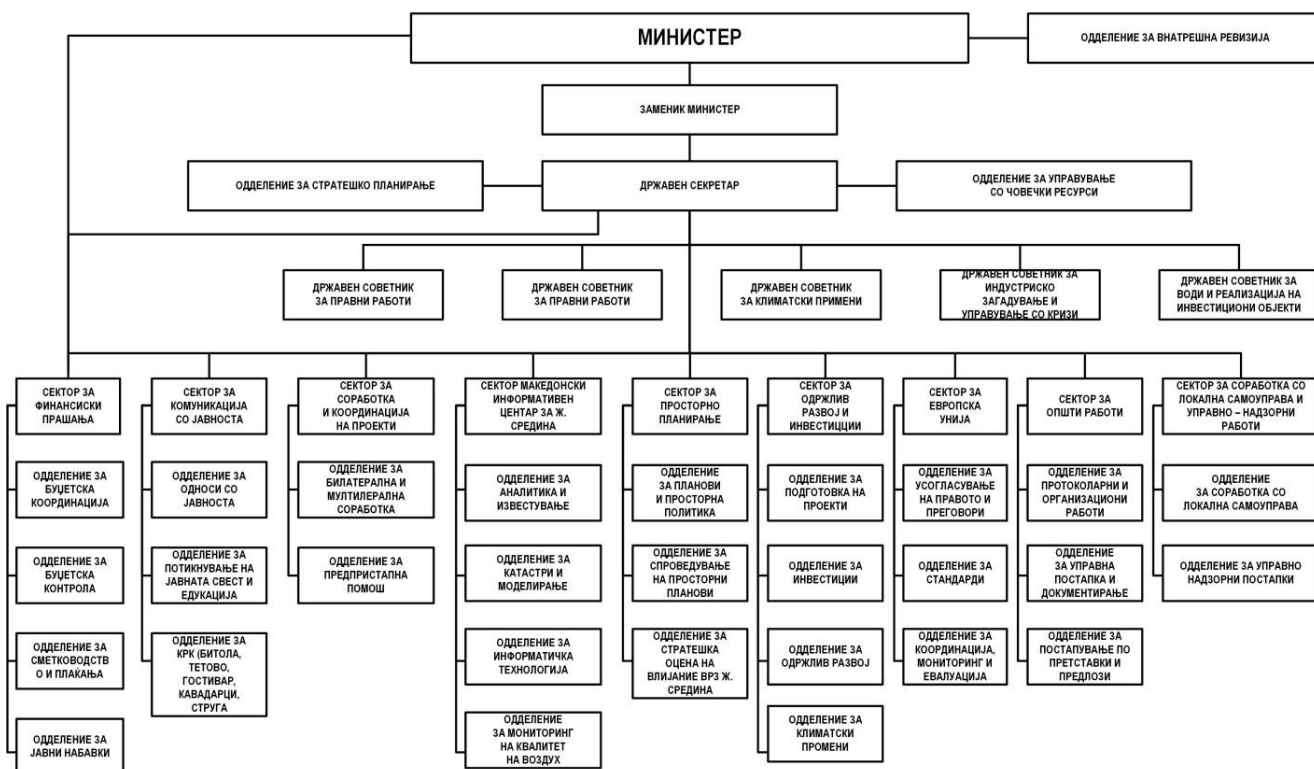 МИНИСТЕР
ОДДЕЛЕНИЕ ЗА ВНАТРЕШНА РЕВИЗИЈА
ЗАМЕНИК МИНИСТЕР
ОДДЕЛЕНИЕ ЗА СТРАТЕШКО ПЛАНИРАЊЕ
ДРЖАВЕН СЕКРЕТАР
ОДДЕЛЕНИЕ ЗА УПРАВУВАЊЕ
СО ЧОВЕЧКИ РЕСУРСИ
ДРЖАВЕН СОВЕТНИК
ЗА ПРАВНИ РАБОТИ
ДРЖАВЕН СОВЕТНИК
ЗА ПРАВНИ РАБОТИ
ДРЖАВЕН СОВЕТНИК
ЗА КЛИМАТСКИ ПРИМЕНИ
ДРЖАВЕН СОВЕТНИК ЗА
ИНДУСТРИСКО
ЗАГАДУВАЊЕ И
УПРАВУВАЊЕ СО КРИЗИ
ДРЖАВЕН СОВЕТНИК ЗА
ВОДИ И РЕАЛИЗАЦИЈА НА
ИНВЕСТИЦИОНИ ОБЈЕКТИ
СЕКТОР ЗА
ФИНАНСИСКИ
ПРАШАЊА
ОДДЕЛЕНИЕ ЗА
БУЏЕТСКА
КООРДИНАЦИЈА
ОДДЕЛЕНИЕ ЗА
БУЏЕТСКА
КОНТРОЛА
ОДДЕЛЕНИЕ ЗА
СМЕТКОВОДСТВ
О И ПЛАЌАЊА
ОДДЕЛЕНИЕ ЗА
ЈАВНИ НАБАВКИ
СЕКТОР ЗА
КОМУНИКАЦИЈА
СО ЈАВНОСТА
ОДДЕЛЕНИЕ ЗА
ОДНОСИ СО
ЈАВНОСТА
ОДДЕЛЕНИЕ ЗА
ПОТИКНУВАЊЕ НА
ЈАВНАТА СВЕСТ И
ЕДУКАЦИЈА
ОДДЕЛЕНИЕ ЗА
КРК (БИТОЛА,
ТЕТОВО,
ГОСТИВАР,
КАВАДАРЦИ,
СТРУГА
СЕКТОР ЗА
СОРАБОТКА
И КООРДИНАЦИЈА
НА ПРОЕКТИ
ОДДЕЛЕНИЕ ЗА
БИЛАТЕРАЛНА И
МУЛТИЛЕРАЛНА
СОРАБОТКА
ОДДЕЛЕНИЕ ЗА
ПРЕДПРИСТАПНА
ПОМОШ
СЕКТОР МАКЕДОНСКИ
ИНФОРМАТИВЕН
ЦЕНТАР ЗА Ж.
СРЕДИНА
ОДДЕЛЕНИЕ ЗА
АНАЛИТИКА И
ИЗВЕСТУВАЊЕ
ОДДЕЛЕНИЕ ЗА
КАТАСТРИ И
МОДЕЛИРАЊЕ
ОДДЕЛЕНИЕ ЗА
ИНФОРМАТИЧКА
ТЕХНОЛОГИЈА
ОДДЕЛЕНИЕ
ЗА МОНИТОРИНГ
НА КВАЛИТЕТ
НА ВОЗДУХ
СЕКТОР ЗА
ПРОСТОРНО
ПЛАНИРАЊЕ
ОДДЕЛЕНИЕ
ЗА ПЛАНОВИ
И ПРОСТОРНА
ПОЛИТИКА
ОДДЕЛЕНИЕ ЗА
СПРОВЕДУВАЊЕ
НА ПРОСТОРНИ
ПЛАНОВИ
ОДДЕЛЕНИЕ ЗА
СТРАТЕШКА
ОЦЕНА НА
ВЛИЈАНИЕ ВРЗ Ж.
СРЕДИНА
СЕКТОР ЗА
ОДРЖЛИВ
РАЗВОЈ И
ИНВЕСТИЦЦИИ
ОДДЕЛЕНИЕ ЗА
ПОДГОТОВКА НА
ПРОЕКТИ
ОДДЕЛЕНИЕ ЗА
ИНВЕСТИЦИИ
ОДДЕЛЕНИЕ ЗА
ОДРЖЛИВ РАЗВОЈ
ОДДЕЛЕНИЕ ЗА
КЛИМАТСКИ
ПРОМЕНИ
СЕКТОР ЗА
ЕВРОПСКА
УНИЈА
ОДДЕЛЕНИЕ ЗА
УСОГЛАСУВАЊЕ
НА ПРАВОТО И
ПРЕГОВОРИ
ОДДЕЛЕНИЕ ЗА
СТАНДАРДИ
ОДДЕЛЕНИЕ ЗА
КООРДИНАЦИЈА,
МОНИТОРИНГ И
ЕВАЛУАЦИЈА
СЕКТОР ЗА
ОПШТИ РАБОТИ
ОДДЕЛЕНИЕ ЗА
ПРОТОКОЛАРНИ И
ОРГАНИЗАЦИОНИ
РАБОТИ
ОДДЕЛЕНИЕ
ЗА УПРАВНА
ПОСТАПКА И
ДОКУМЕНТИРАЊЕ
ОДДЕЛЕНИЕ ЗА
ПОСТАПУВАЊЕ ПО
ПРЕТСТАВКИ И
ПРЕДЛОЗИ
СЕКТОР ЗА СОРАБОТКА СО
ЛОКАЛНА САМОУПРАВА И
УПРАВНО – НАДЗОРНИ
РАБОТИ
ОДДЕЛЕНИЕ
ЗА СОРАБОТКА СО
ЛОКАЛНА САМОУПРАВА
ОДДЕЛЕНИЕ ЗА УПРАВНО
НАДЗОРНИ ПОСТАПКИ